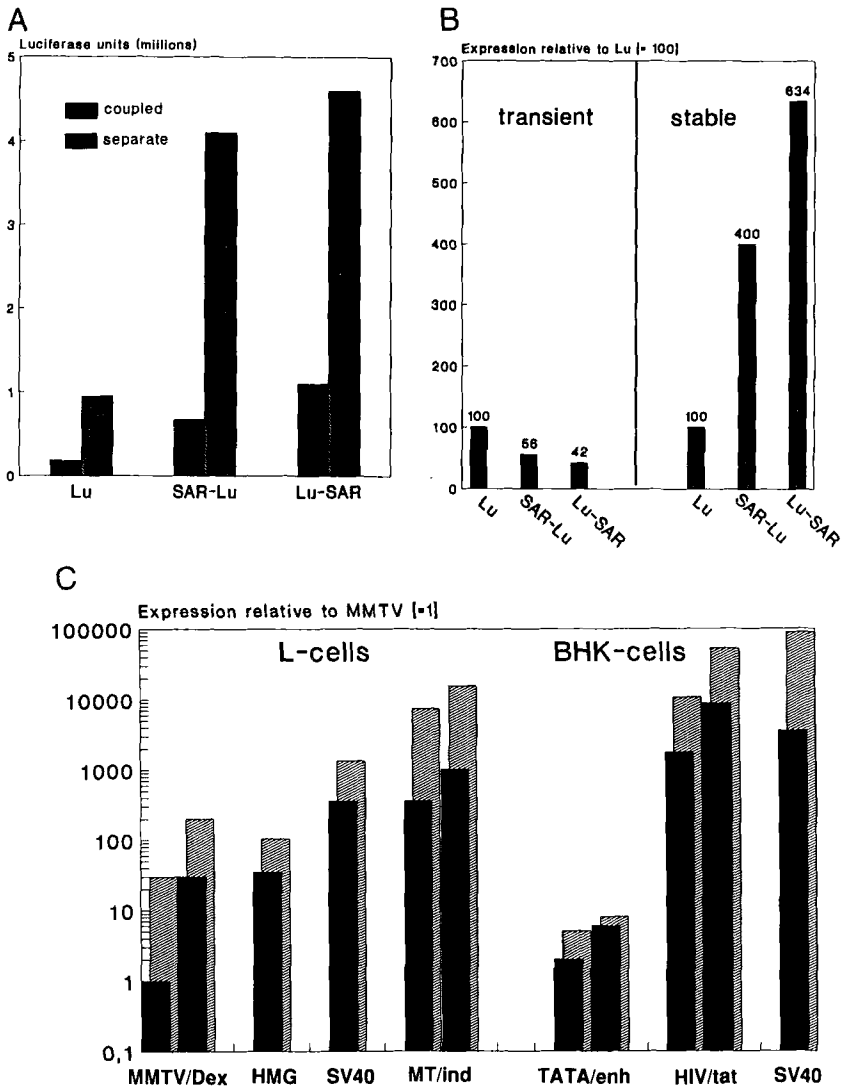 A
Luciferase units (millions)
5
4
3
2
1
0
coupled
separate
Lu
SAR-Lu
Lu-SAR
B
Expression relative to Lu [= 100]
700
600
500
400
300
200
100
0
transient
stable
100
56
42
100
400
634
Lu
SAR-Lu
Lu-SAR
Lu
SAR-Lu
Lu-SAR
C
Expression relative to MMTV [=1]
100000
10000
1000
100
10
1
0,1
L-cells
BHK-cells
MMTV/Dex
HMG
SV40
MT/ind
TATA/enh
HIV/tat
SV40